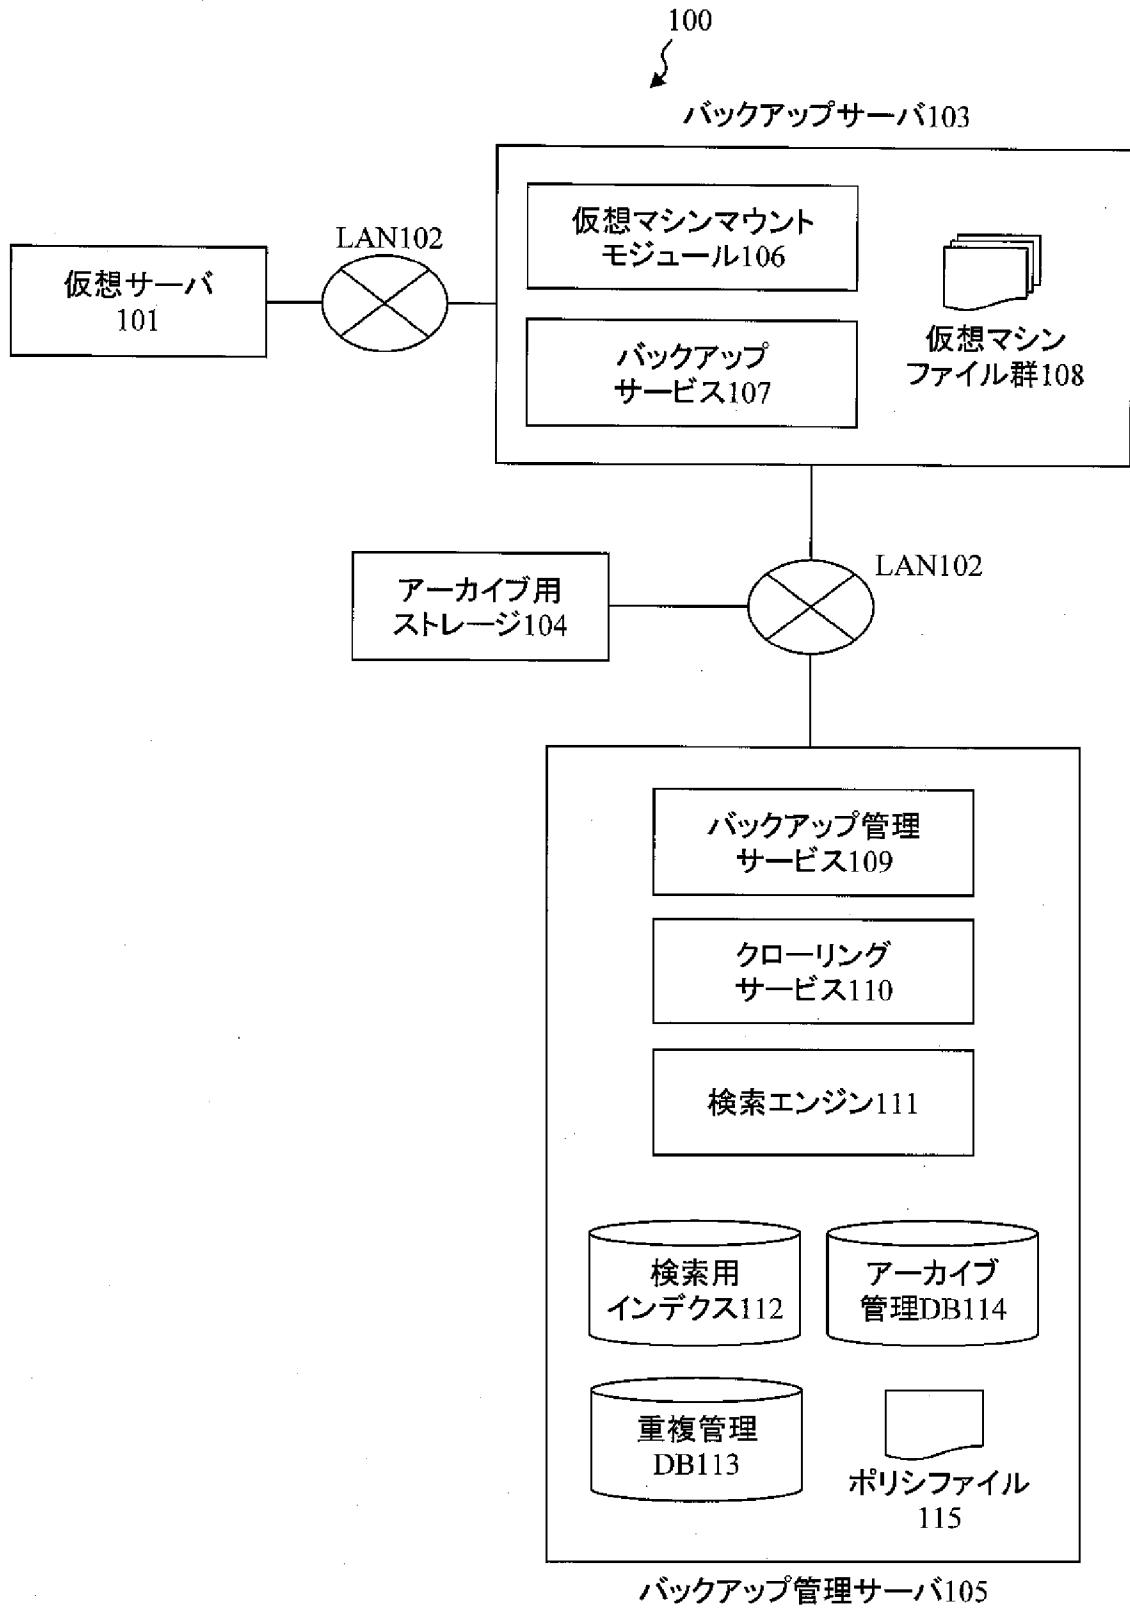 100
バックアップサーバ103
仮想マシンマウント
モジュール106
LAN102
仮想サーバ
101
仮想マシン
ファイル群108
バックアップ
サービス107
LAN102
アーカイブ用
ストレージ104
バックアップ管理
サービス109
クローリング
サービス110
検索エンジン111
検索用
インデクス112
アーカイブ
管理DB114
重複管理
DB113
ポリシファイル
115
バックアップ管理サーバ105